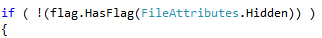 if ( !(flag.HasFlag(FileAttributes.Hidden)) )
{